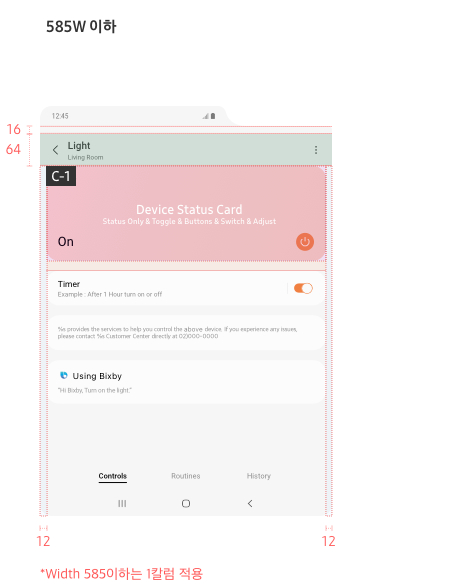 585W 이하
12:45
16
64
Light
Living Room
C-1
Device Status Card
Status Only & Toggle & Buttons & Switch & Adjust
On
Timer
Example : After 1 Hour turn on or off
%s provides the services to help you control the above device. If you experience any issues,
please contact %s Customer Center directly at 02)000-0000
Using Bixby
"Hi Bixby, Turn on the light."
Controls
Routines
History
12
12
*Width 585이하는 1칼럼 적용